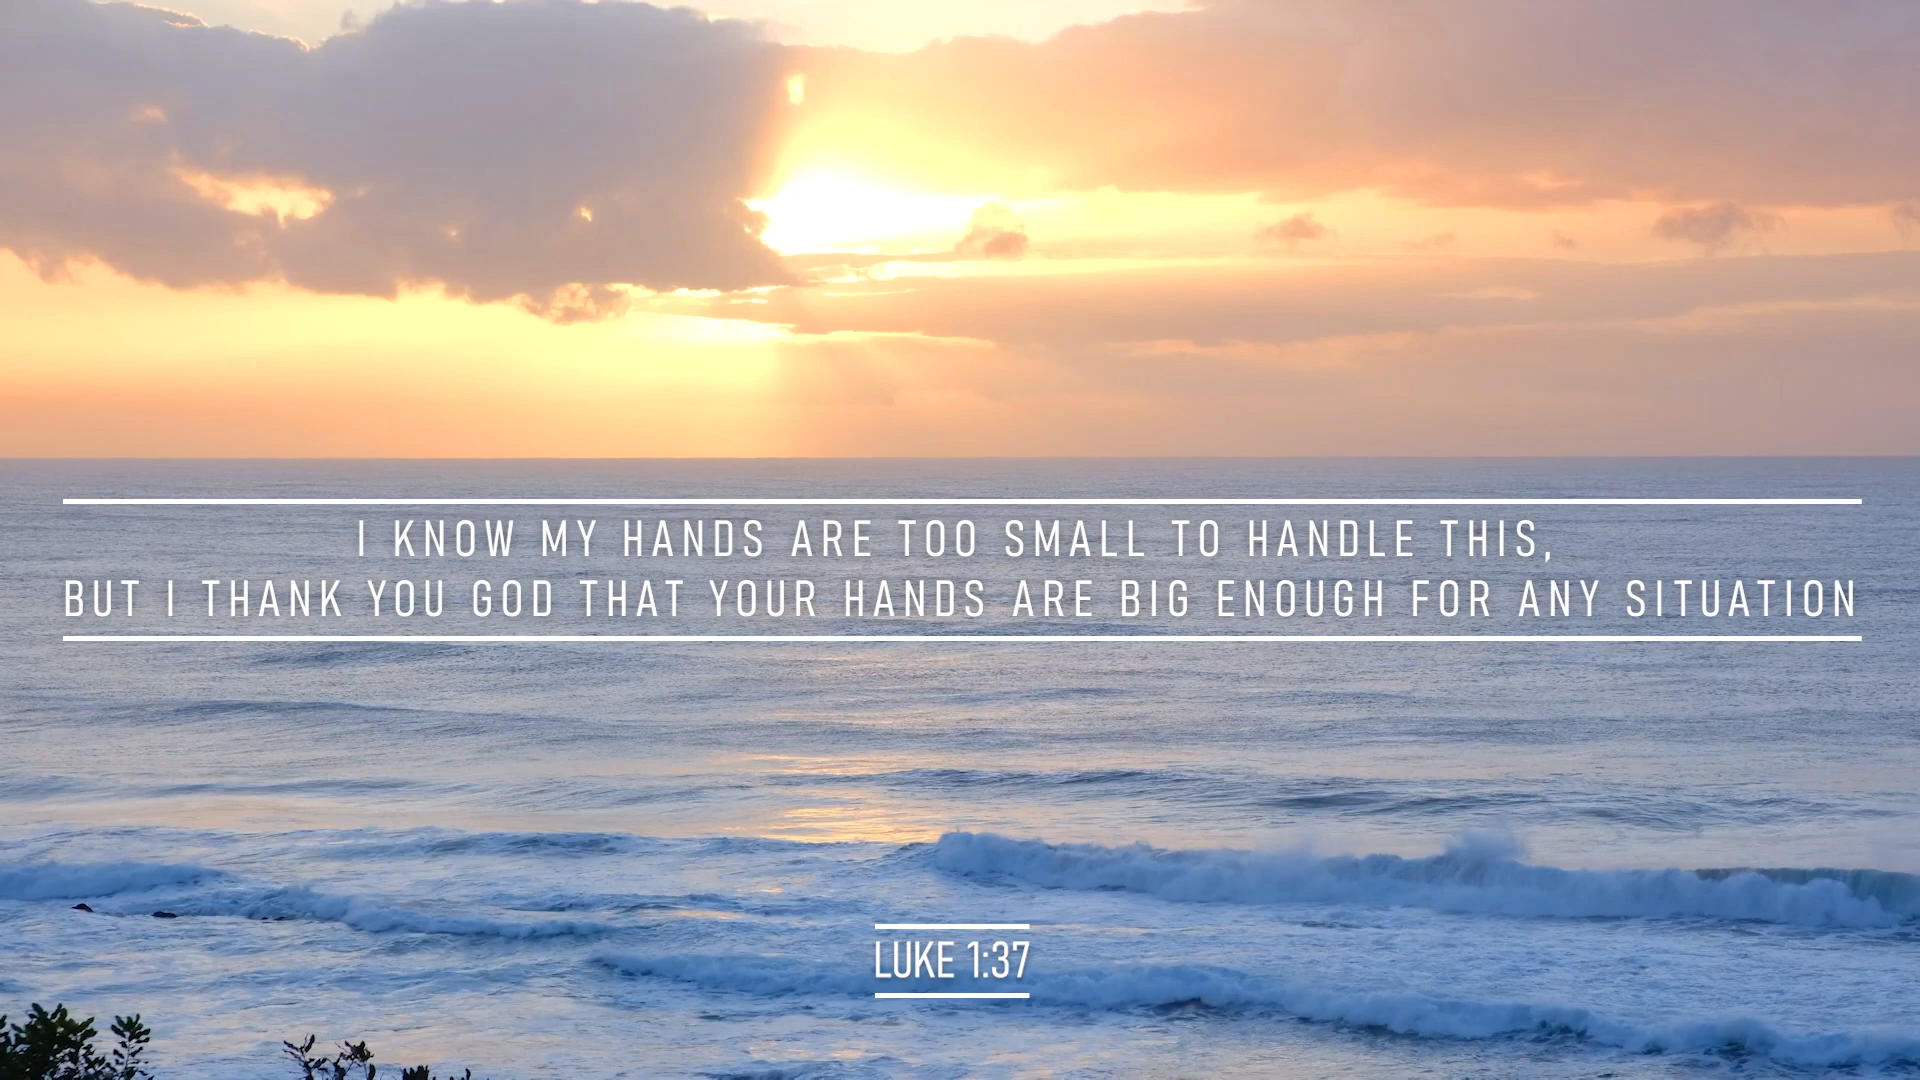 I KNOW MY HANDS ARE TOO SMALL TO HANDLE THIS,
BUT I THANK YOU GOD THAT YOUR HANDS ARE BIG ENOUGH FOR ANY SITUATION
LUKE 1:37